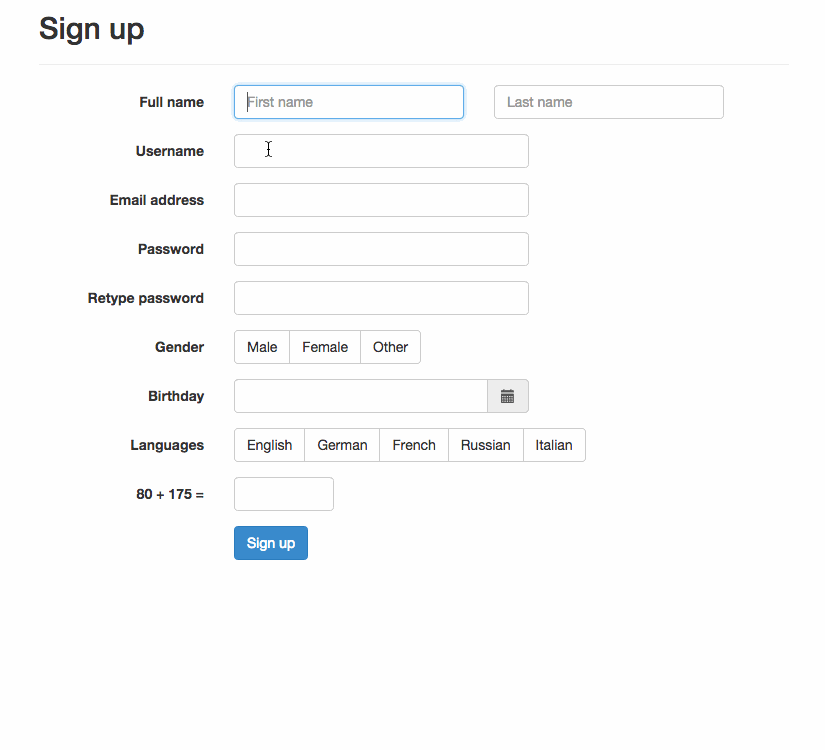 Sign up
Full name First name Last name
Username
Email address
Password
Retype password
Gender Male Female Other
Birthday
Languages English German French Russian Italian
80 + 175 =
Sign up